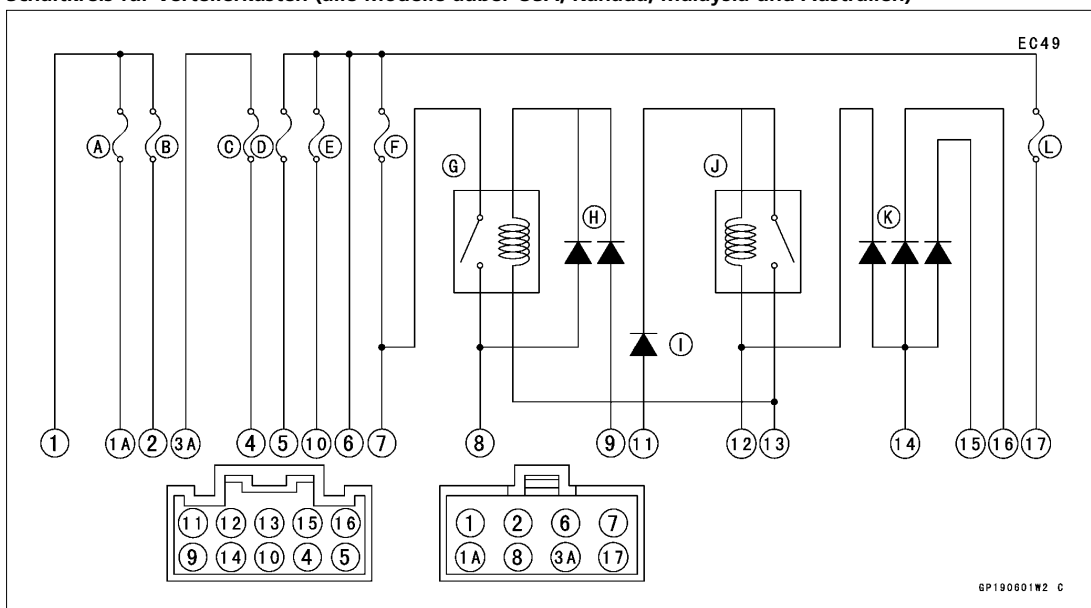 Schaltkreis für Verteilerkasten (alle Modelle außer USA, Kanada, Malaysia und Australien)
EC49
A B C D E F L
G J
H K
I
1 1A 2 3A 4 5 10 6 7 8 9 11 12 13 14 15 16 17
11 12 13 15 16 1 2 6 7
9 14 10 4 5 1A 8 3A 17
GP190601W2 C